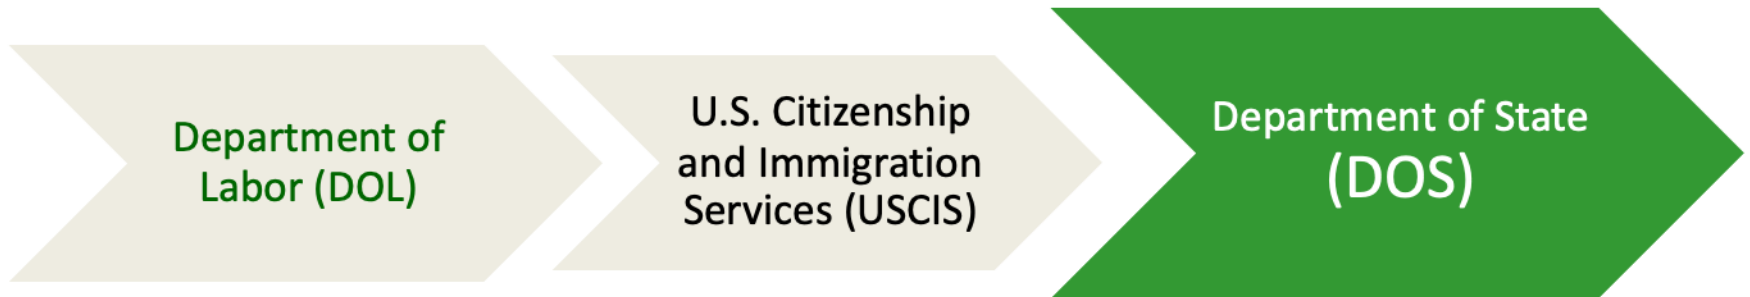 Department of
Labor (DOL)
U.S. Citizenship
and Immigration
Services (USCIS)
Department of State
(DOS)